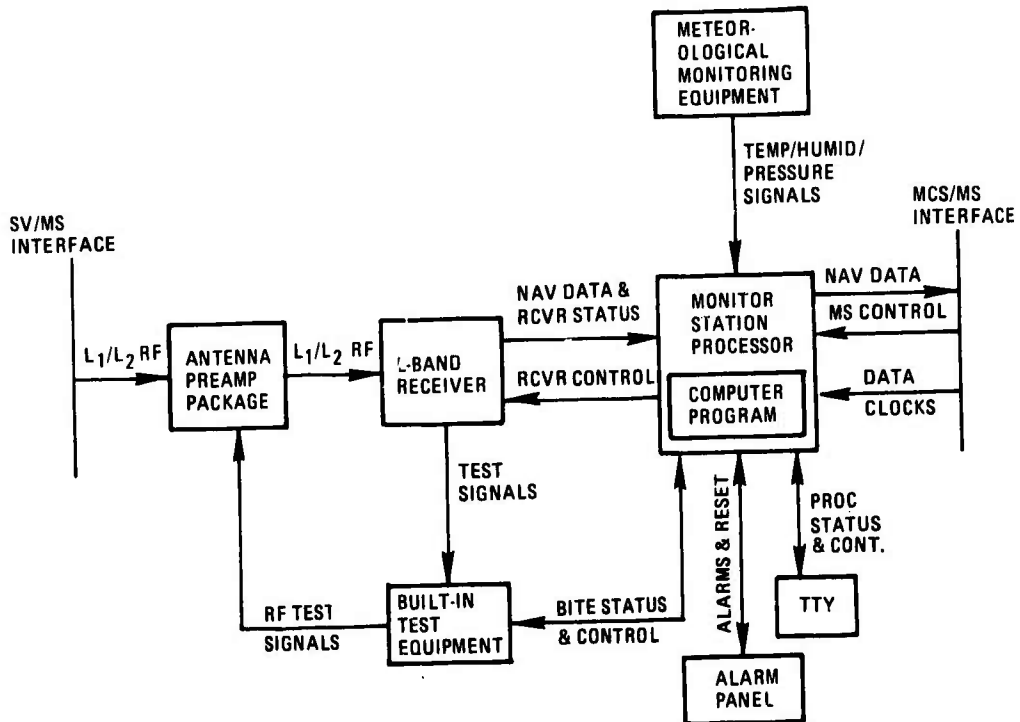 METEOR-
OLOGICAL
MONITORING
EQUIPMENT
TEMP/HUMID/
PRESSURE
SIGNALS
SV/MS
INTERFACE
MCS/MS
INTERFACE
L1/L2 RF
ANTENNA
PREAMP
PACKAGE
L1/L2 RF
L-BAND
RECEIVER
NAV DATA &
RCVR STATUS
RCVR CONTROL
MONITOR
STATION
PROCESSOR
COMPUTER
PROGRAM
NAV DATA
MS CONTROL
DATA
CLOCKS
TEST
SIGNALS
RF TEST
SIGNALS
BUILT-IN
TEST
EQUIPMENT
BITE STATUS
& CONTROL
ALARMS & RESET
PROC
STATUS
& CONT.
TTY
ALARM
PANEL